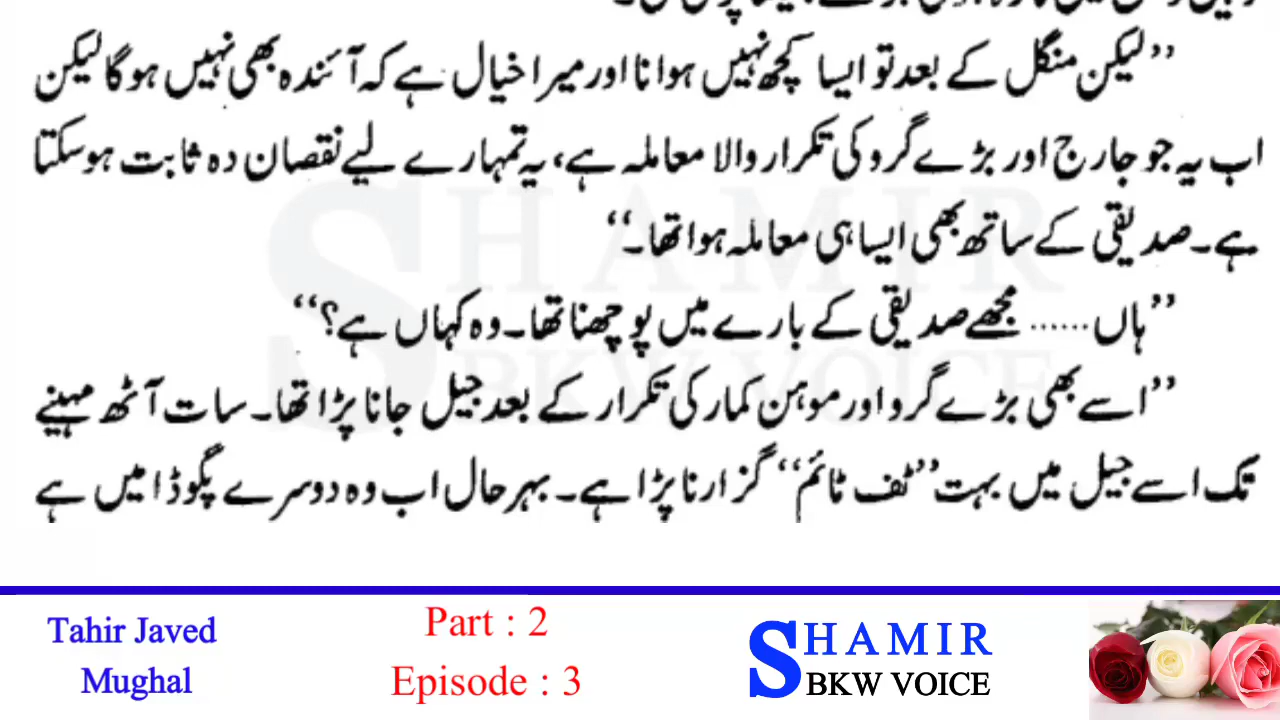 ”لیکن منگل کے بعد تو ایسا کچھ نہیں ہوا نا اور میرا خیال ہے کہ آئندہ بھی نہیں ہوگا لیکن
اب یہ جو جارج اور بڑے گرو کی تکرار والا معاملہ ہے، یہ تمہارے لیے نقصان دہ ثابت ہوسکتا
ہے۔ صدیقی کے ساتھ بھی ایسا ہی معاملہ ہوا تھا۔“
”ہاں ...... مجھے صدیقی کے بارے میں پوچھنا تھا۔ وہ کہاں ہے؟“
”اسے بھی بڑے گرو اور موہن کمار کی تکرار کے بعد جیل جانا پڑا تھا۔ سات آٹھ مہینے
تک اسے جیل میں بہت ”ٹف ٹائم“ گزارنا پڑا ہے۔ بہرحال اب وہ دوسرے پگوڈا میں ہے
SHAMIR
BKW VOICE
Tahir Javed
Mughal
Part : 2
Episode : 3
SHAMIR
BKW VOICE